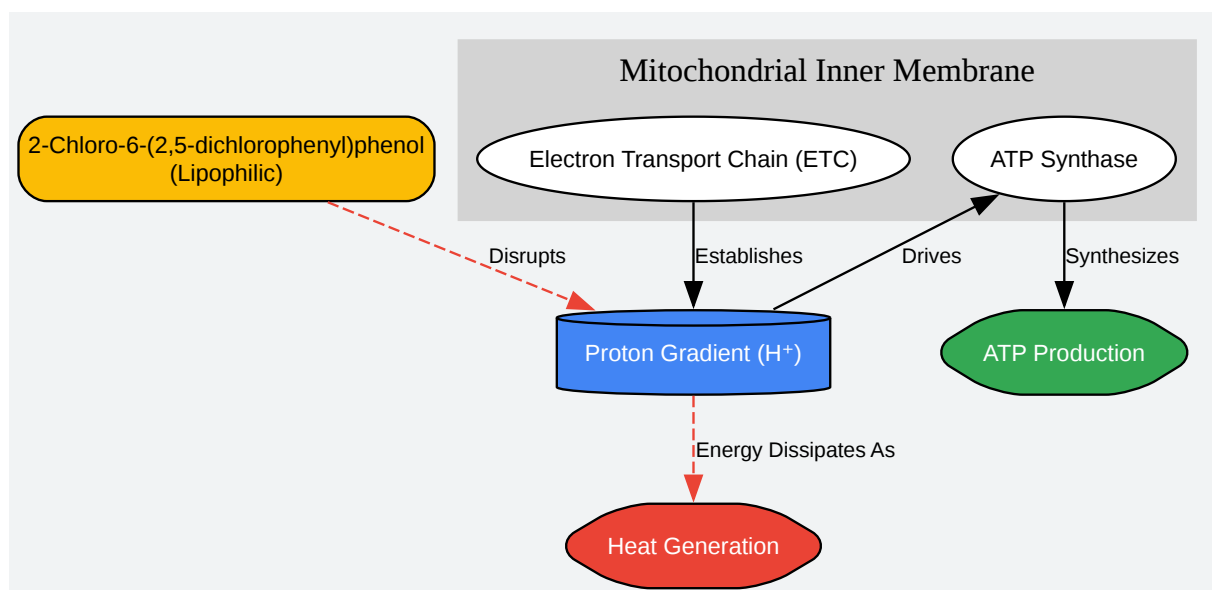 Mitochondrial Inner Membrane
2-Chloro-6-(2,5-dichlorophenyl)phenol
(Lipophilic)
Electron Transport Chain (ETC)
ATP Synthase
Disrupts
Establishes
Drives
Synthesizes
Proton Gradient (H⁺)
ATP Production
Energy Dissipates As
Heat Generation